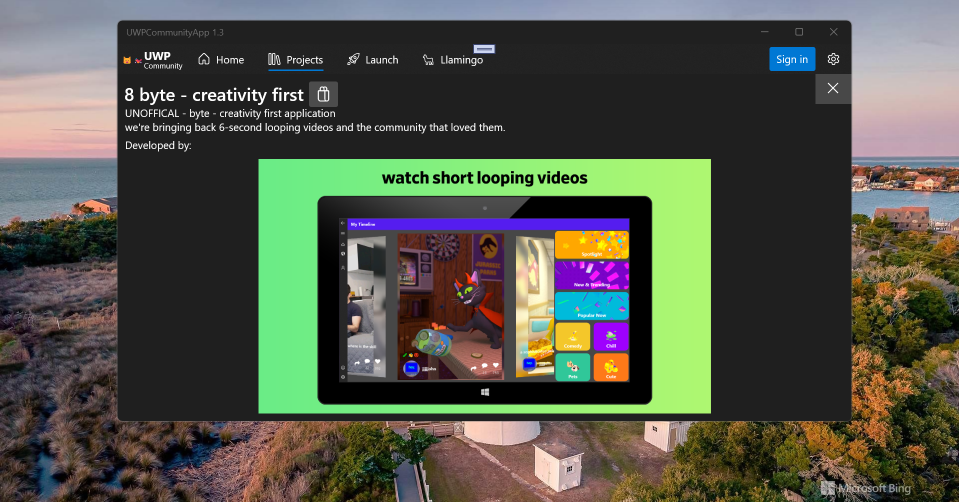 UWPCommunityApp 1.3
UWP
Community
Home
Projects
Launch
Llamingo
Sign in
8 byte - creativity first
UNOFFICAL - byte - creativity first application
we're bringing back 6-second looping videos and the community that loved them.
Developed by:
watch short looping videos
My Timeline
Spotlight
New & Trending
Popular Now
Comedy
Chill
Pets
Cute
Microsoft Bing